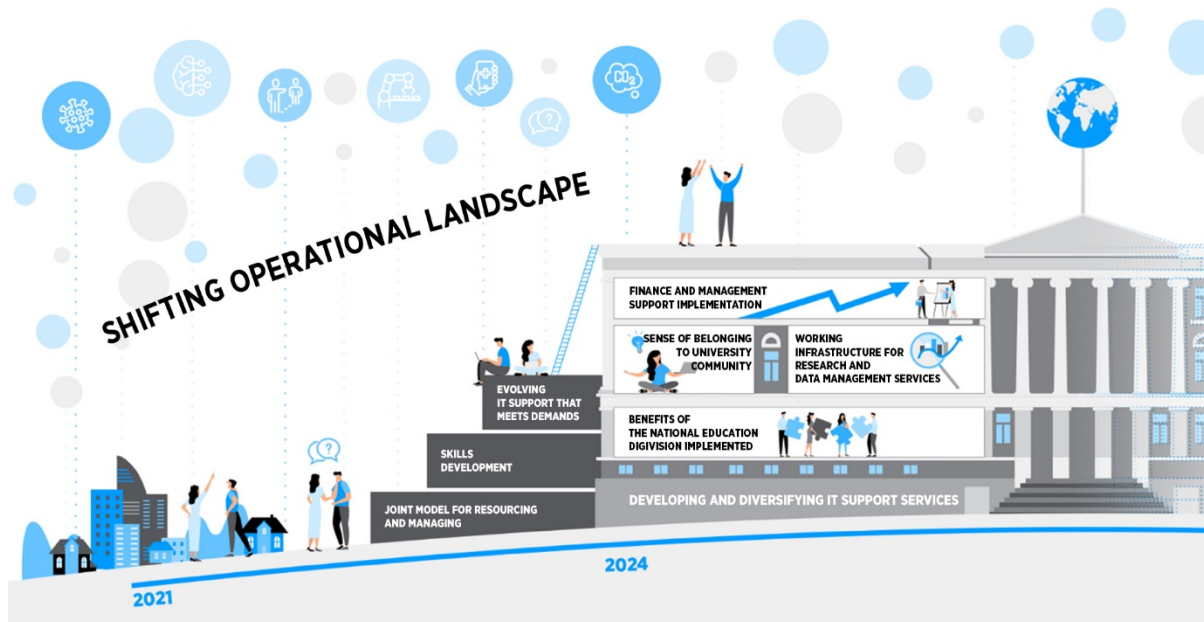 SHIFTING OPERATIONAL LANDSCAPE
CO₂
?
FINANCE AND MANAGEMENT
SUPPORT IMPLEMENTATION
SENSE OF BELONGING
TO UNIVERSITY
COMMUNITY
WORKING
INFRASTRUCTURE FOR
RESEARCH AND
DATA MANAGEMENT SERVICES
EVOLVING
IT SUPPORT THAT
MEETS DEMANDS
BENEFITS OF
THE NATIONAL EDUCATION
DIGIVISION IMPLEMENTED
SKILLS
DEVELOPMENT
?
JOINT MODEL FOR RESOURCING
AND MANAGING
DEVELOPING AND DIVERSIFYING IT SUPPORT SERVICES
2021
2024